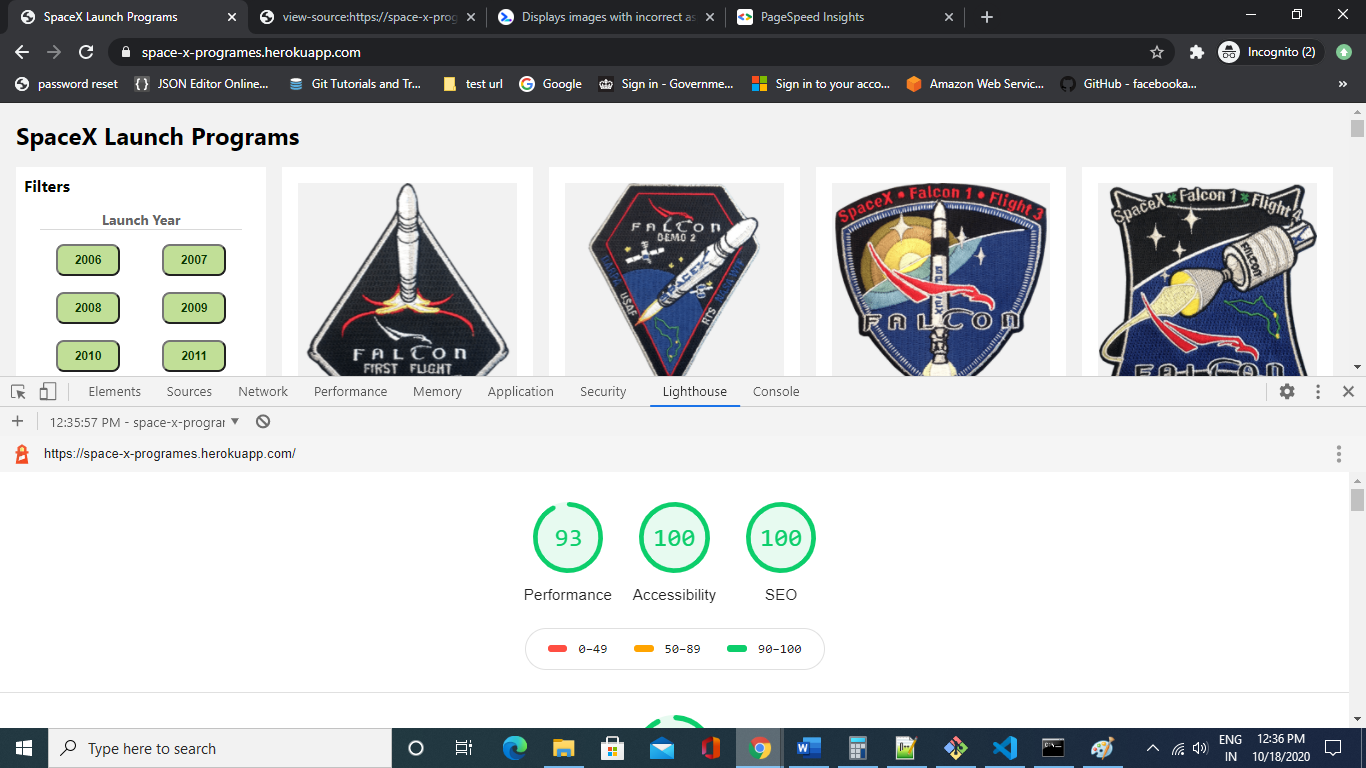 SpaceX Launch Programs
view-source:https://space-x-prog
Displays images with incorrect as
PageSpeed Insights
space-x-programes.herokuapp.com
Incognito (2)
password reset
JSON Editor Online...
Git Tutorials and Tr...
test url
Google
Sign in - Governme...
Sign in to your acco...
Amazon Web Servic...
GitHub - facebooka...
»
SpaceX Launch Programs
Filters
Launch Year
2006 2007
2008 2009
2010 2011
FALCON
FIRST FLIGHT
FALCON
DEMO 2
USAF
RTS
SpaceX • Falcon 1 • Flight 3
SPACEX
FALCON
SpaceX Falcon 1 Flight 4
FALCON
FALCON
Elements Sources Network Performance Memory Application Security Lighthouse Console
12:35:57 PM - space-x-prograr
https://space-x-programes.herokuapp.com/
93 100 100
Performance Accessibility SEO
0–49 50–89 90–100
Type here to search
ENG
IN
12:36 PM
10/18/2020